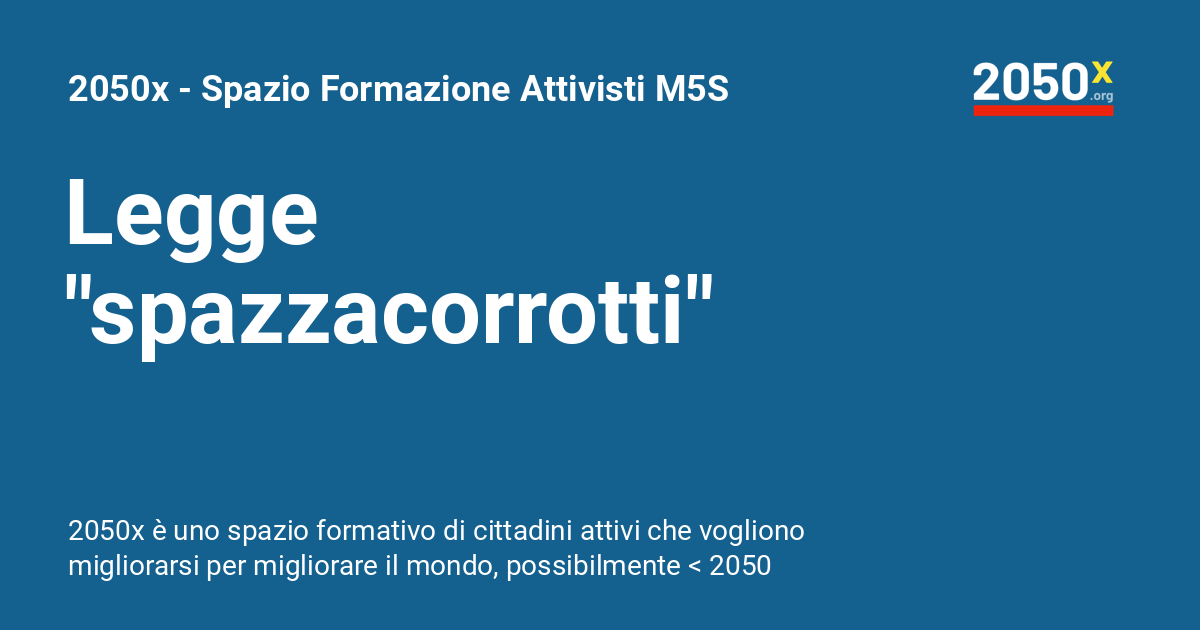 2050x - Spazio Formazione Attivisti M5S
2050x
.org
Legge
"spazzacorrotti"
2050x è uno spazio formativo di cittadini attivi che vogliono
migliorarsi per migliorare il mondo, possibilmente < 2050